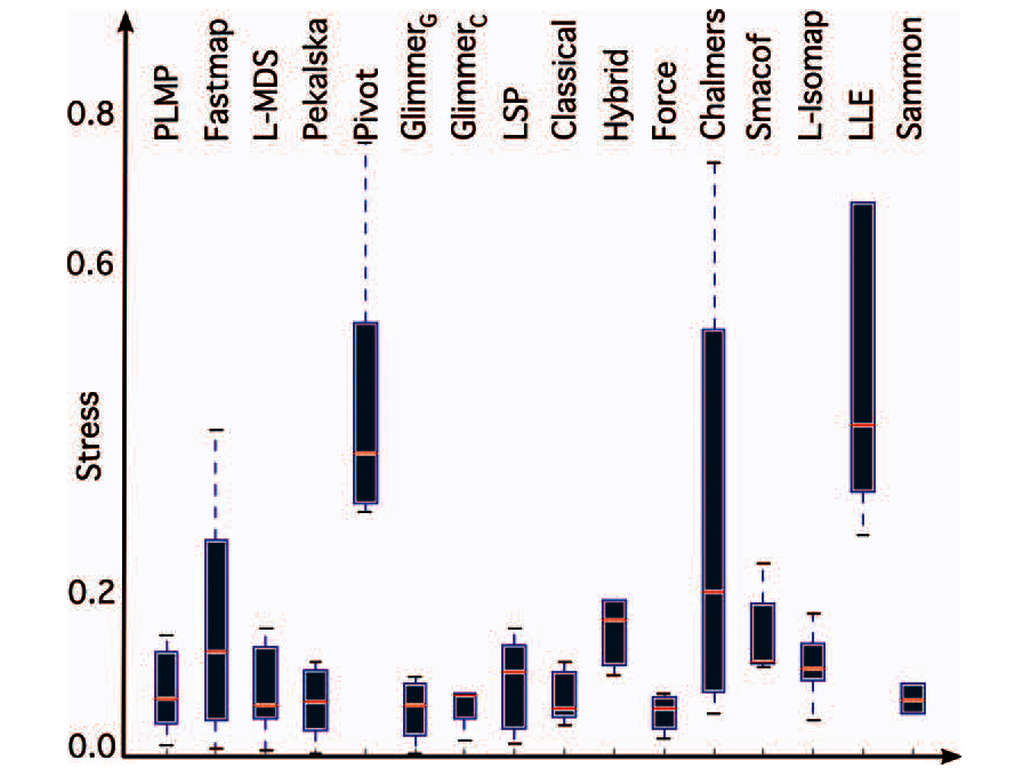 PLMP
Fastmap
L-MDS
Pekalska
Pivot
GlimmerG
GlimmerC
LSP
Classical
Hybrid
Force
Chalmers
Smacof
L-Isomap
LLE
Sammon
0.8
0.6
Stress
0.2
0.0